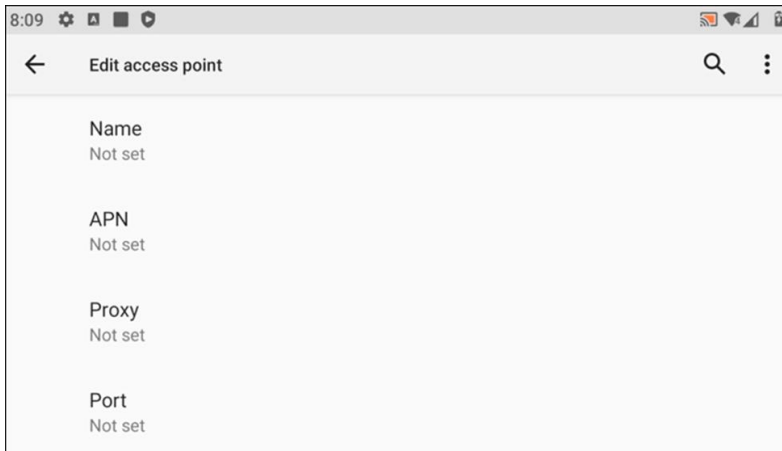 8:09
Edit access point
Name
Not set
APN
Not set
Proxy
Not set
Port
Not set